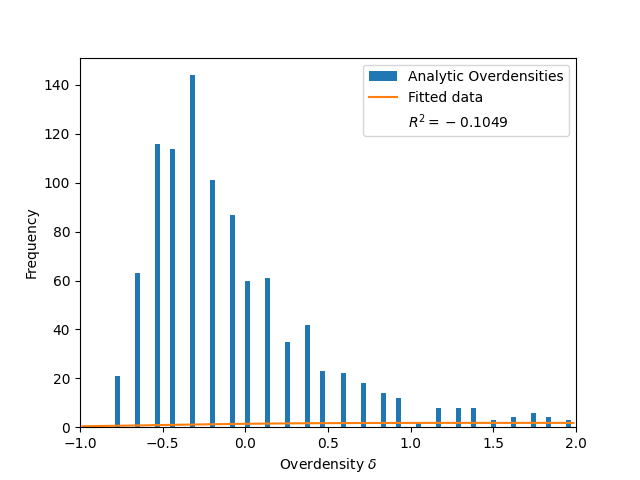 Analytic Overdensities
Fitted data
R² = − 0.1049
Frequency
140
120
100
80
60
40
20
0
−1.0 −0.5 0.0 0.5 1.0 1.5 2.0
Overdensity δ